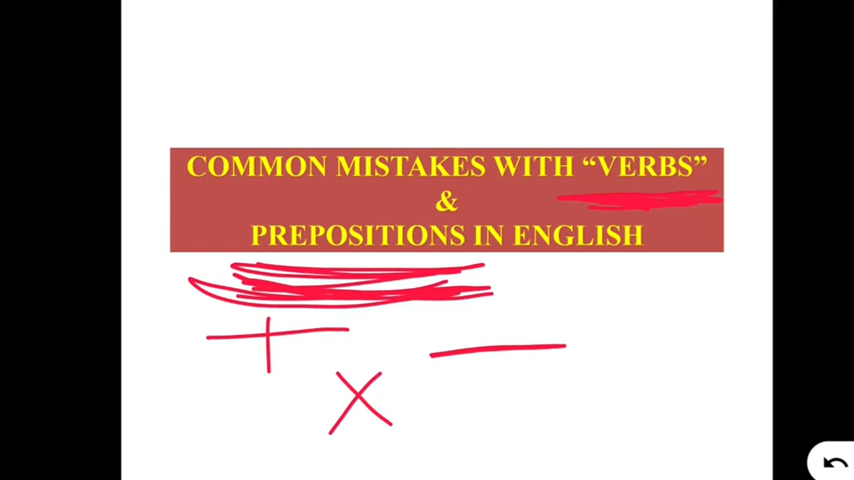 COMMON MISTAKES WITH “VERBS”
&
PREPOSITIONS IN ENGLISH